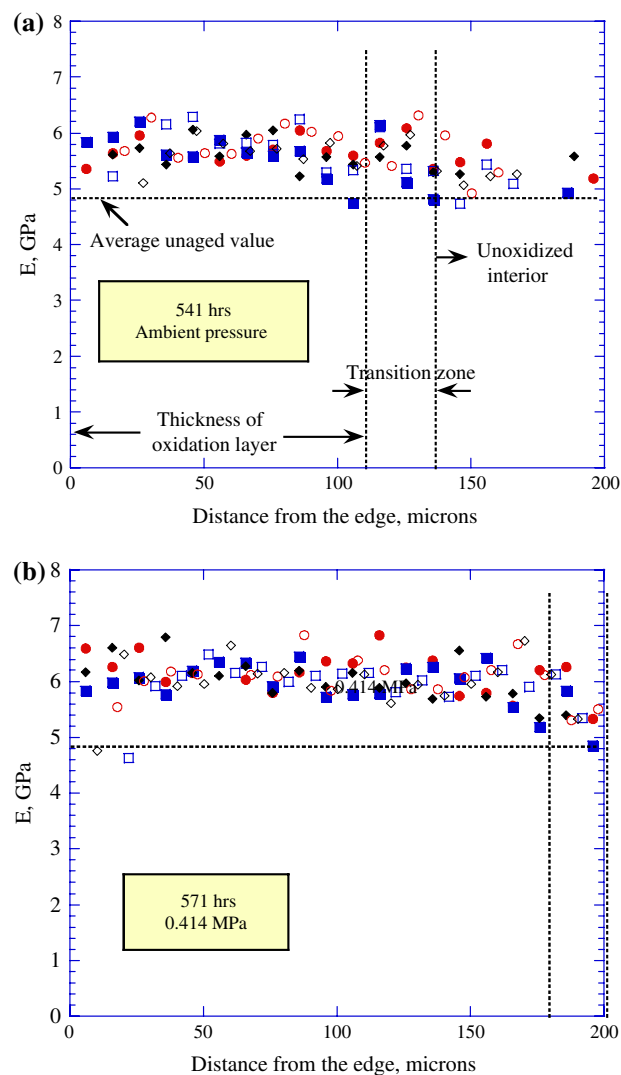 (a)
8
7
6
5
4
3
2
1
0
E, GPa
Average unaged value
Unoxidized
interior
541 hrs
Ambient pressure
Transition zone
Thickness of
oxidation layer
0
50
100
150
200
Distance from the edge, microns
(b)
8
7
6
5
4
3
2
1
0
E, GPa
0.414 MPa
571 hrs
0.414 MPa
0
50
100
150
200
Distance from the edge, microns